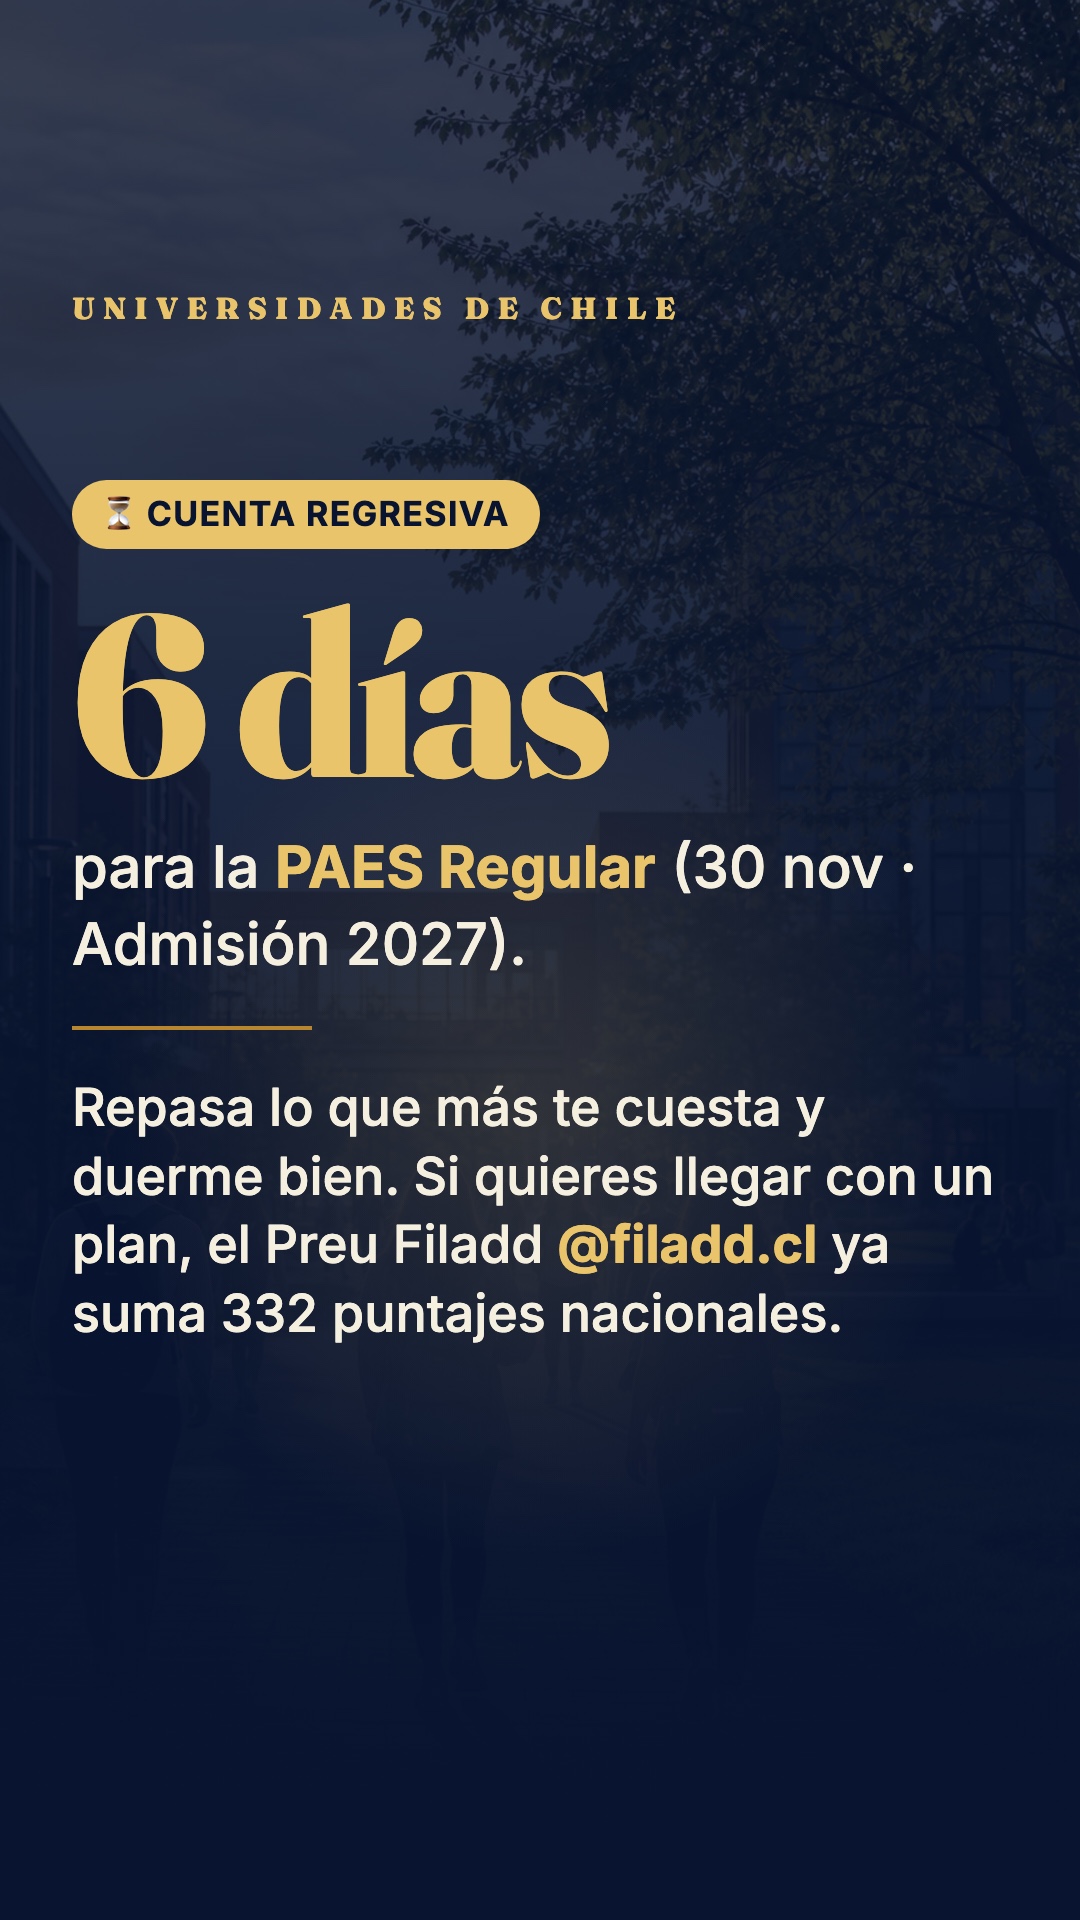 UNIVERSIDADES DE CHILE
⏳ CUENTA REGRESIVA
6 días
para la PAES Regular (30 nov ·
Admisión 2027).
Repasa lo que más te cuesta y
duerme bien. Si quieres llegar con un
plan, el Preu Filadd @filadd.cl ya
suma 332 puntajes nacionales.